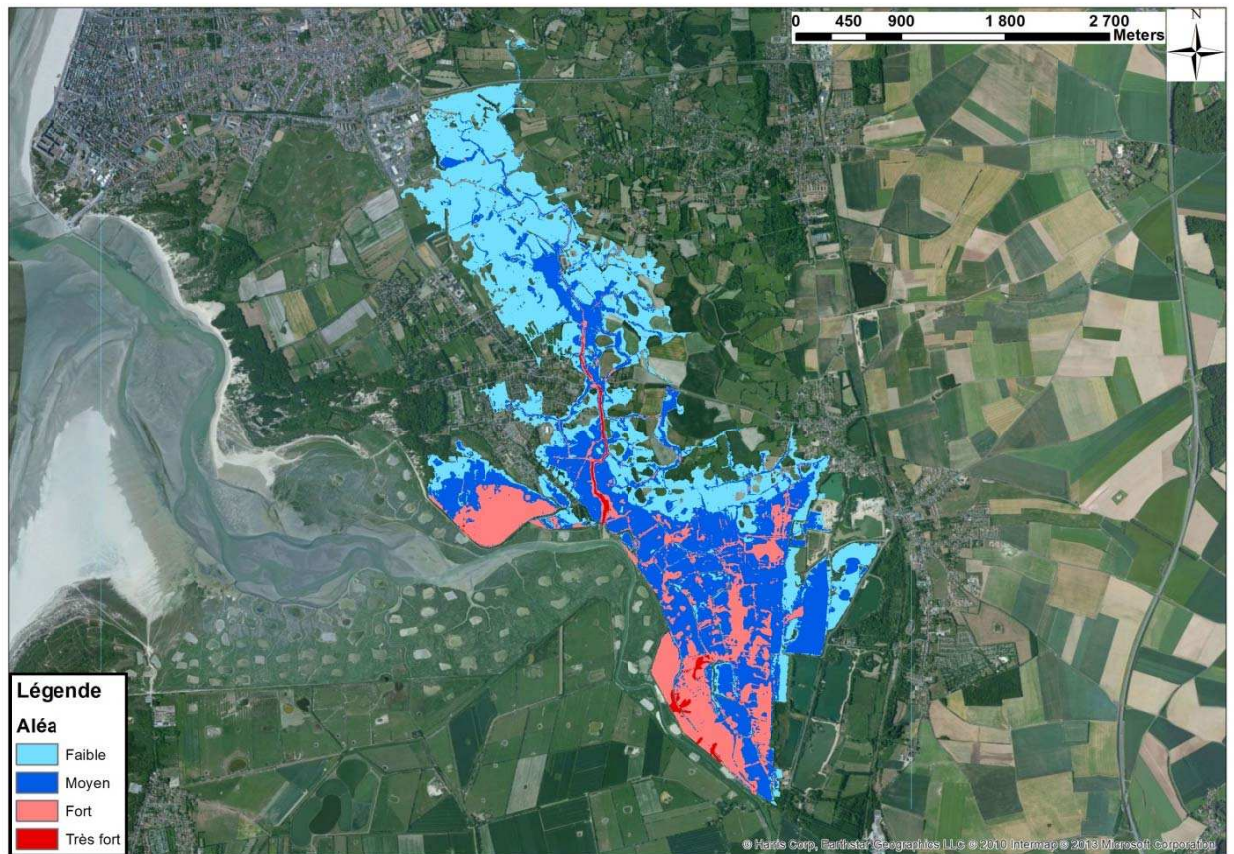 0 450 900 1 800 2 700
Meters
N
Légende
Aléa
Faible
Moyen
Fort
Très fort
© Harris Corp, Earthstar Geographics LLC © 2010 Intermap © 2013 Microsoft Corporation